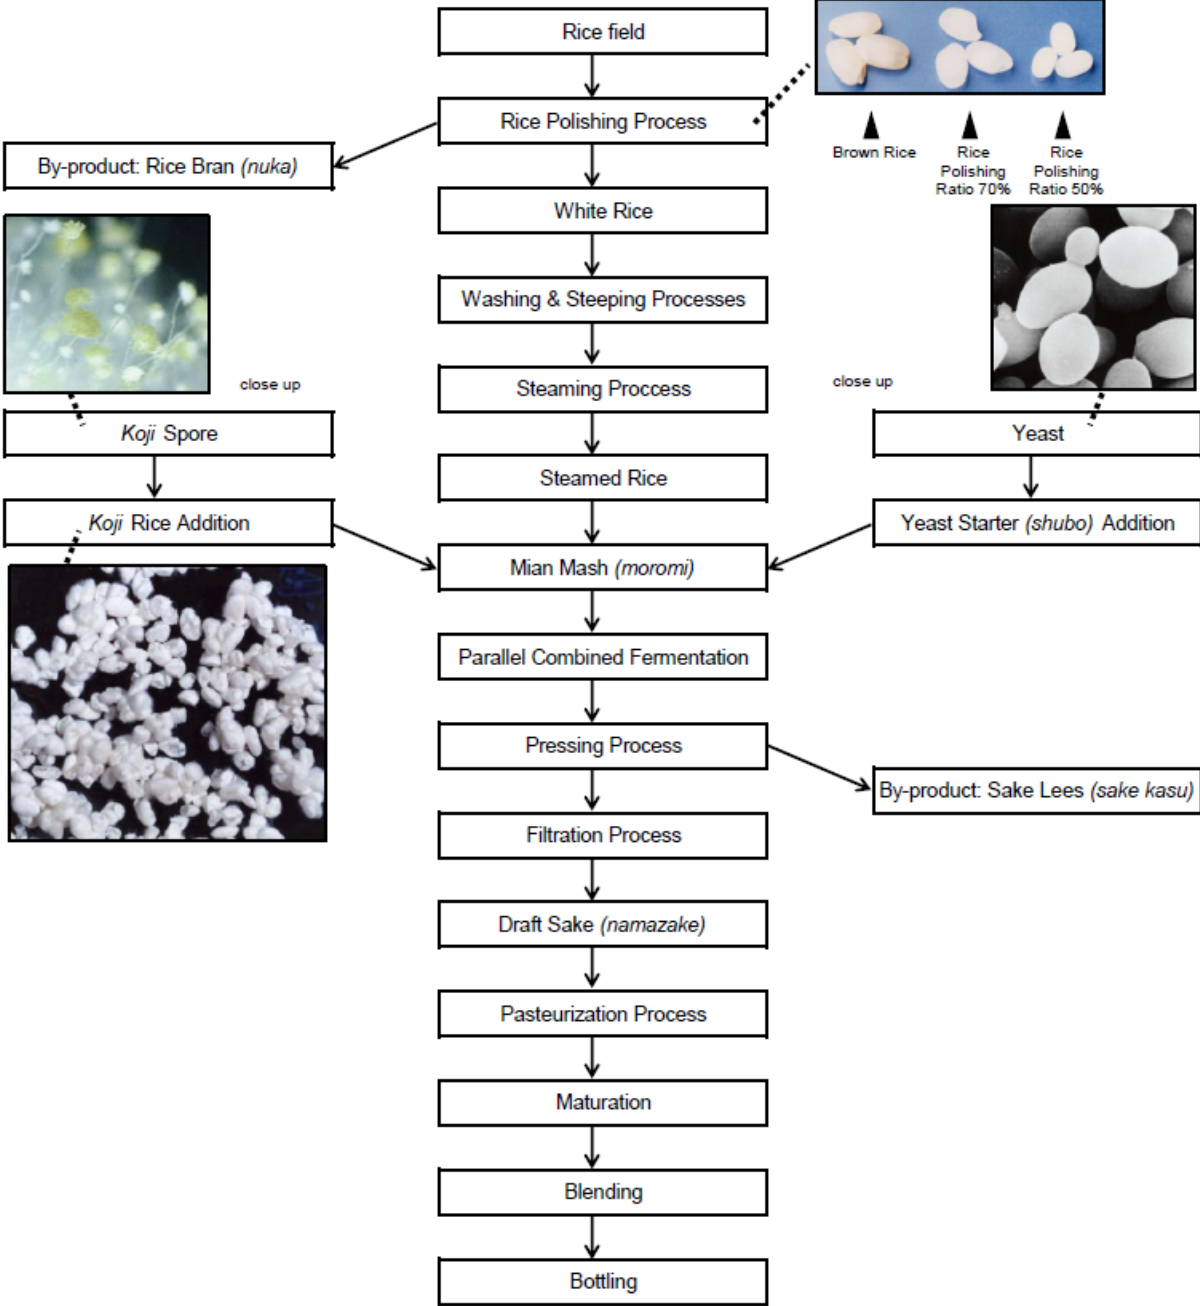 Rice field
Rice Polishing Process
Brown Rice
Rice
Polishing
Ratio 70%
Rice
Polishing
Ratio 50%
By-product: Rice Bran (nuka)
White Rice
Washing & Steeping Processes
close up
Steaming Proccess
close up
Koji Spore
Yeast
Steamed Rice
Koji Rice Addition
Yeast Starter (shubo) Addition
Mian Mash (moromi)
Parallel Combined Fermentation
Pressing Process
By-product: Sake Lees (sake kasu)
Filtration Process
Draft Sake (namazake)
Pasteurization Process
Maturation
Blending
Bottling